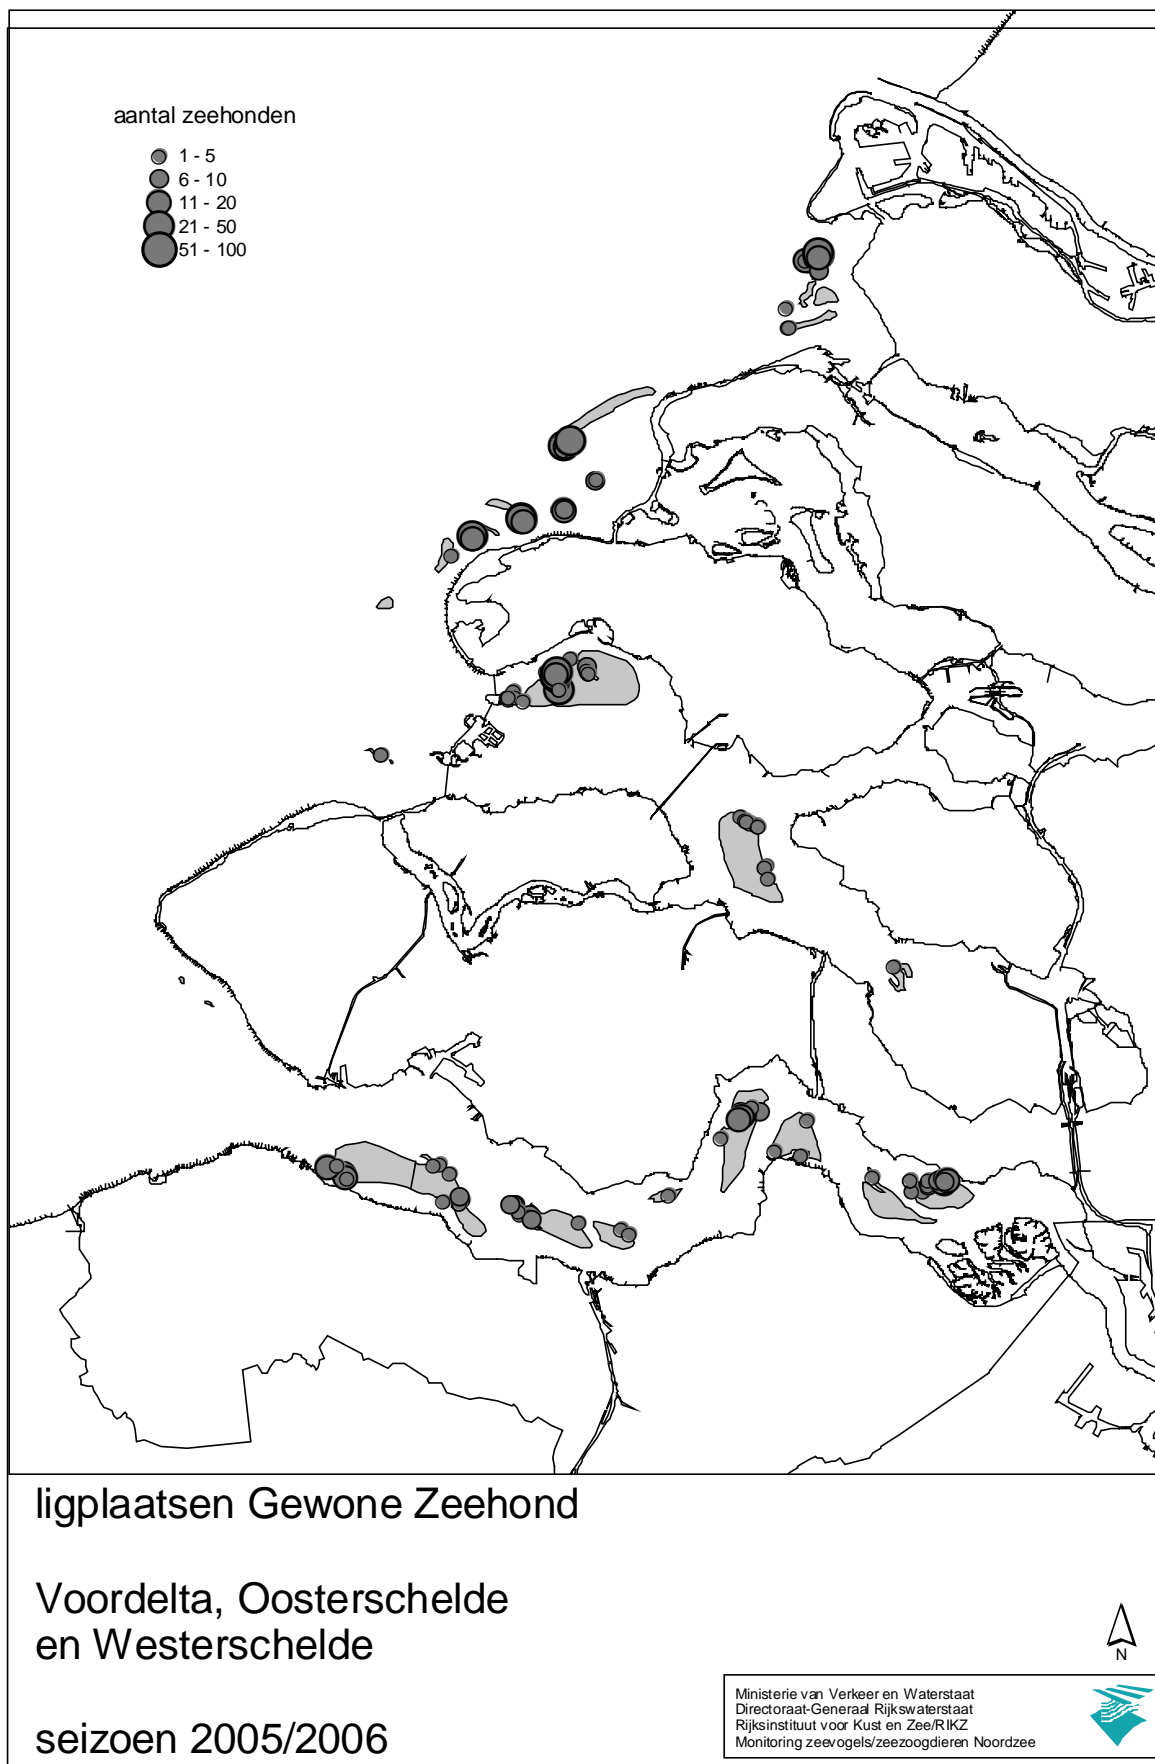 aantal zeehonden
1 - 5
6 - 10
11 - 20
21 - 50
51 - 100
ligplaatsen Gewone Zeehond
Voordelta, Oosterschelde
en Westerschelde
seizoen 2005/2006
N
Ministerie van Verkeer en Waterstaat
Directoraat-Generaal Rijkswaterstaat
Rijksinstituut voor Kust en Zee/RIKZ
Monitoring zeevogels/zeezoogdieren Noordzee